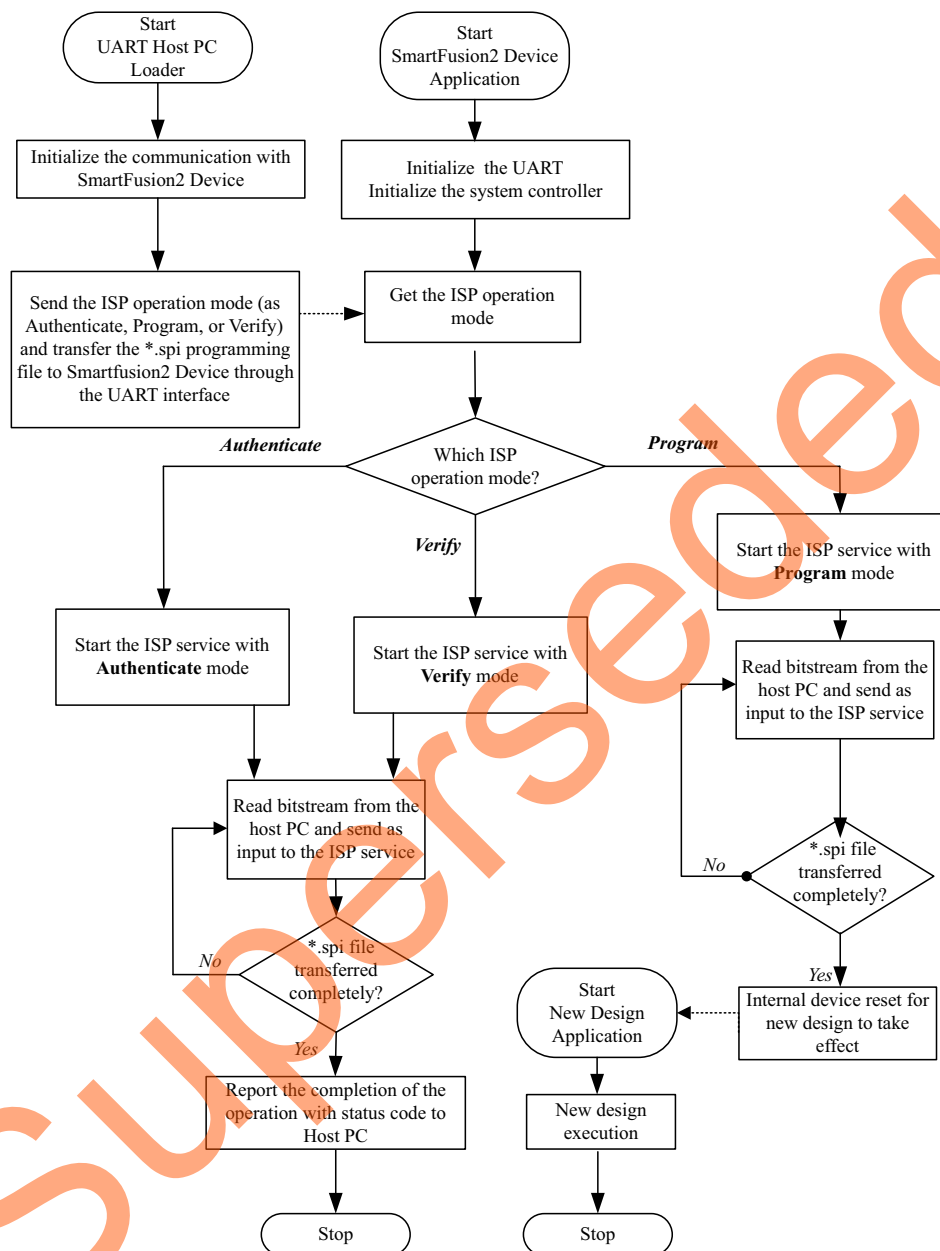 Start
UART Host PC
Loader
Start
SmartFusion2 Device
Application
Initialize the communication with
SmartFusion2 Device
Initialize the UART
Initialize the system controller
Send the ISP operation mode (as
Authenticate, Program, or Verify)
and transfer the *.spi programming
file to Smartfusion2 Device through
the UART interface
Get the ISP operation
mode
Authenticate
Which ISP
operation mode?
Program
Verify
Start the ISP service with
Program mode
Start the ISP service with
Authenticate mode
Start the ISP service with
Verify mode
Read bitstream from the
host PC and send as
input to the ISP service
Read bitstream from the
host PC and send as
input to the ISP service
*.spi file
transferred
completely?
No
*.spi file
transferred
completely?
No
Yes
Start
New Design
Application
Internal device reset for
new design to take
effect
Yes
Report the completion of the
operation with status code to
Host PC
New design
execution
Stop
Stop
Superseded